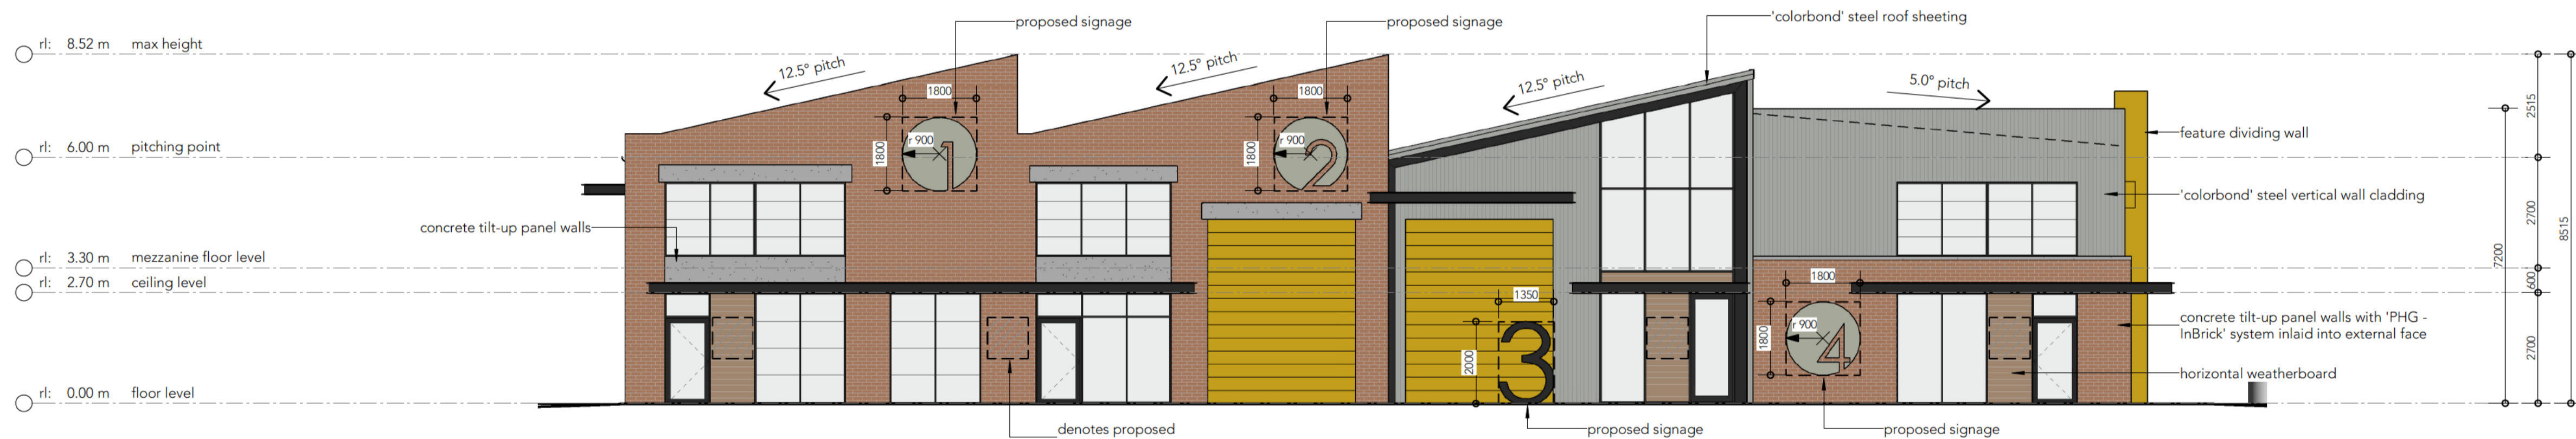 proposed signage
proposed signage
'colorbond' steel roof sheeting
rl: 8.52 m max height
12.5° pitch
12.5° pitch
12.5° pitch
5.0° pitch
1800
1800
2515
feature dividing wall
rl: 6.00 m pitching point
r 900
1
1800
r 900
2
1800
'colorbond' steel vertical wall cladding
2700
8515
concrete tilt-up panel walls
7200
rl: 3.30 m mezzanine floor level
rl: 2.70 m ceiling level
1800
600
1350
3
2000
r 900
4
1800
concrete tilt-up panel walls with 'PHG -
InBrick' system inlaid into external face
2700
horizontal weatherboard
rl: 0.00 m floor level
denotes proposed
proposed signage
proposed signage